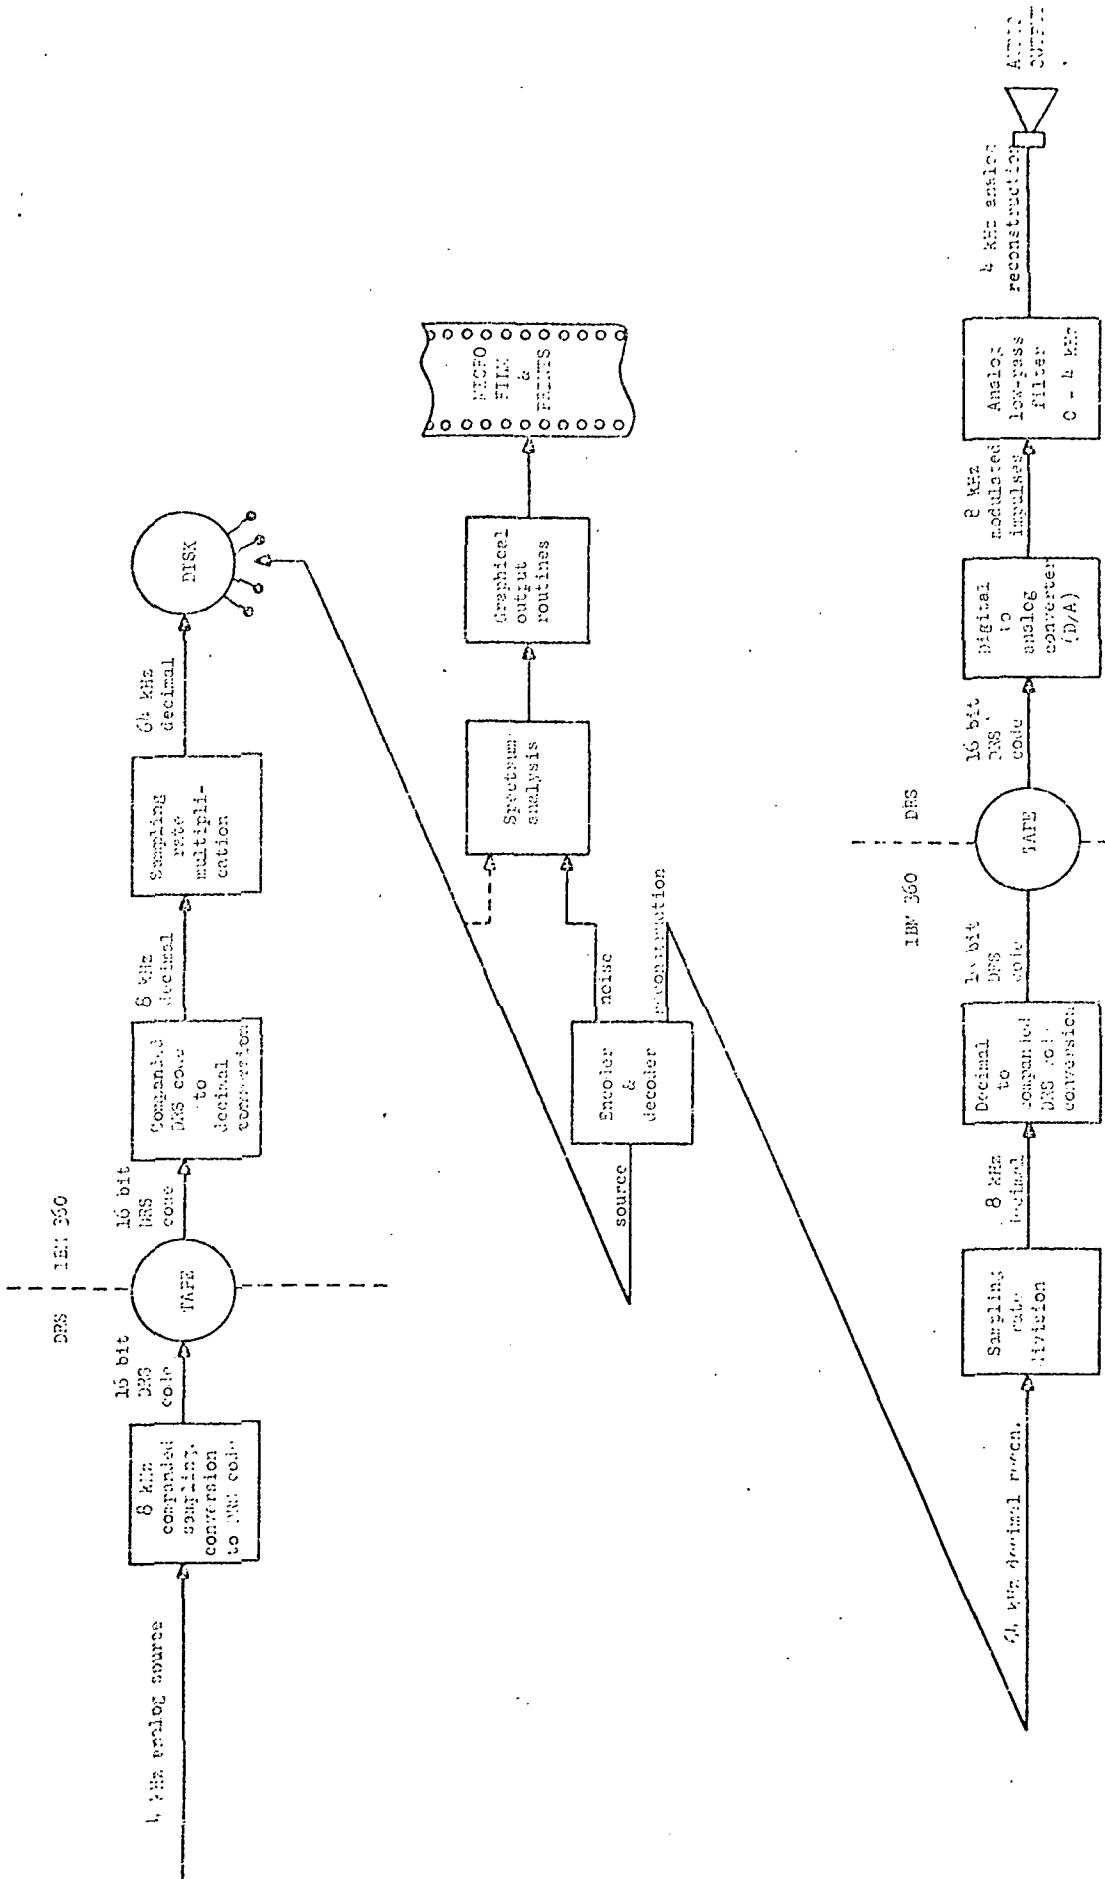 4 kHz analog source
8 kHz
companded
sampling,
conversion
to DRS code
16 bit
DRS
code
DRS
IBM 360
TAPE
16 bit
DRS
code
Companded
DRS code
to
decimal
conversion
8 kHz
decimal
Sampling
rate
multipli-
cation
64 kHz
decimal
DISK
source
Encoder
&
decoder
noise
reconstruction
Spectrum
analysis
Graphical
output
routines
MICRO
FILM
&
PRINTS
64 kHz decimal recon.
Sampling
rate
division
8 kHz
decimal
Decimal
to
companded
DRS code
conversion
16 bit
DRS
code
IBM 360
DRS
TAPE
16 bit
DRS
code
Digital
to
analog
converter
(D/A)
8 kHz
modulated
impulses
Analog
low-pass
filter
0 - 4 kHz
4 kHz analog
reconstruction
AUDIO
OUTPUT